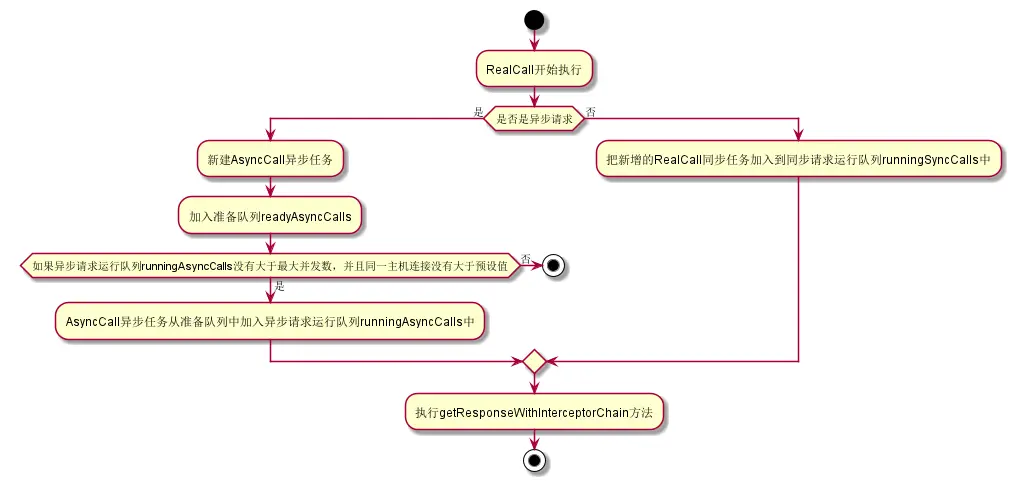 RealCall开始执行
是
是否是异步请求
否
新建AsyncCall异步任务
把新增的RealCall同步任务加入到同步请求运行队列runningSyncCalls中
加入准备队列readyAsyncCalls
如果异步请求运行队列runningAsyncCalls没有大于最大并发数，并且同一主机连接没有大于预设值
否
是
AsyncCall异步任务从准备队列中加入异步请求运行队列runningAsyncCalls中
执行getResponseWithInterceptorChain方法